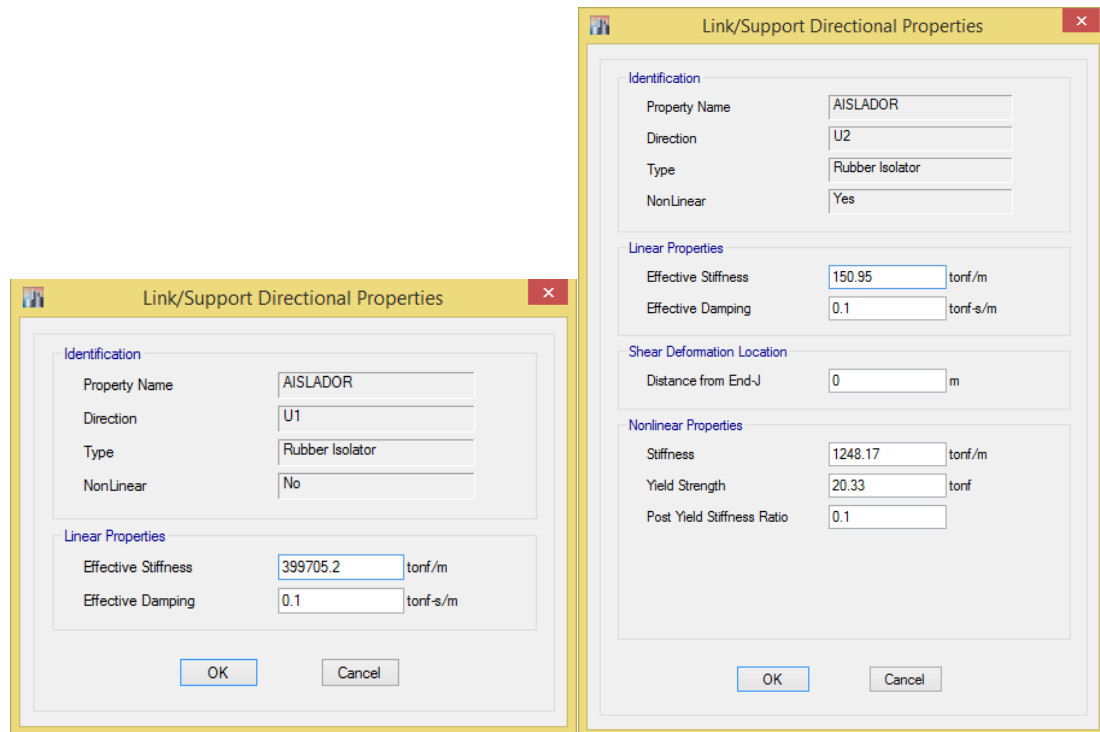 Link/Support Directional Properties
Identification
Property Name AISLADOR
Direction U1
Type Rubber Isolator
NonLinear No
Linear Properties
Effective Stiffness 399705.2 tonf/m
Effective Damping 0.1 tonf-s/m
OK Cancel
Link/Support Directional Properties
Identification
Property Name AISLADOR
Direction U2
Type Rubber Isolator
NonLinear Yes
Linear Properties
Effective Stiffness 150.95 tonf/m
Effective Damping 0.1 tonf-s/m
Shear Deformation Location
Distance from End-J 0 m
Nonlinear Properties
Stiffness 1248.17 tonf/m
Yield Strength 20.33 tonf
Post Yield Stiffness Ratio 0.1
OK Cancel